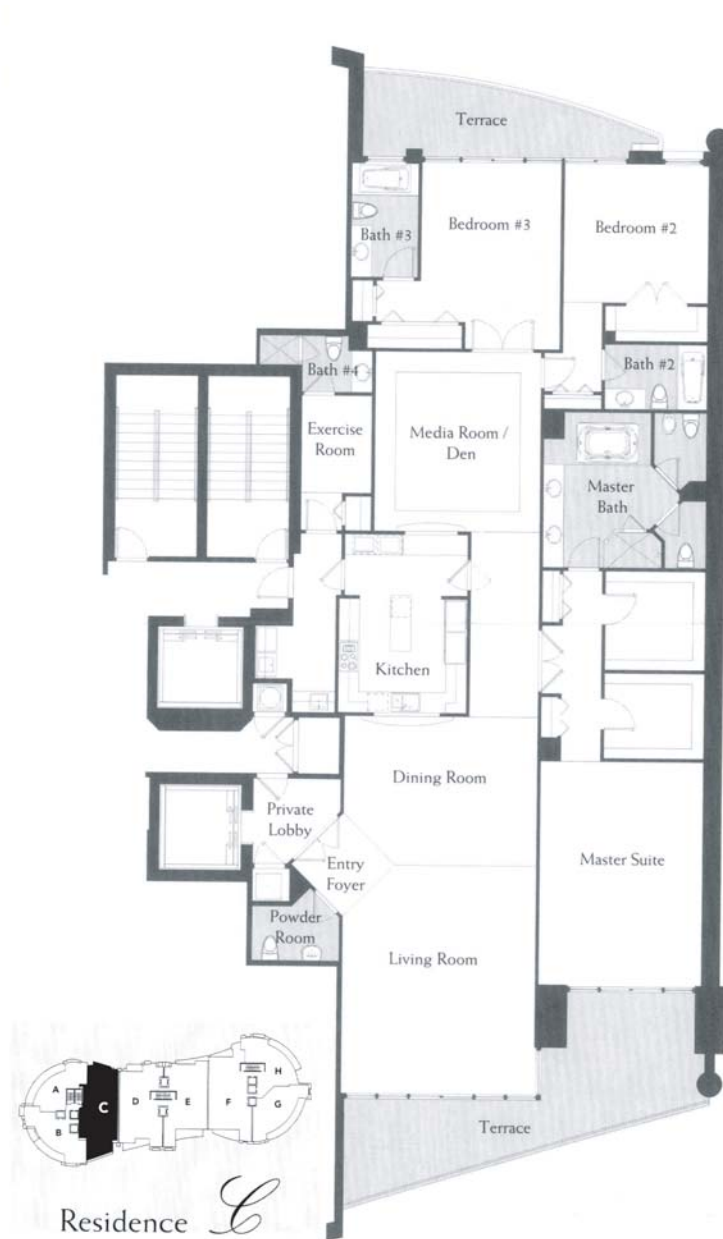 Terrace
Bedroom #3
Bedroom #2
Bath #3
Bath #4
Bath #2
Exercise
Room
Media Room /
Den
Master
Bath
Kitchen
Dining Room
Private
Lobby
Entry
Foyer
Master Suite
Powder
Room
Living Room
Terrace
A
B
C
D
E
F
G
H
Residence C